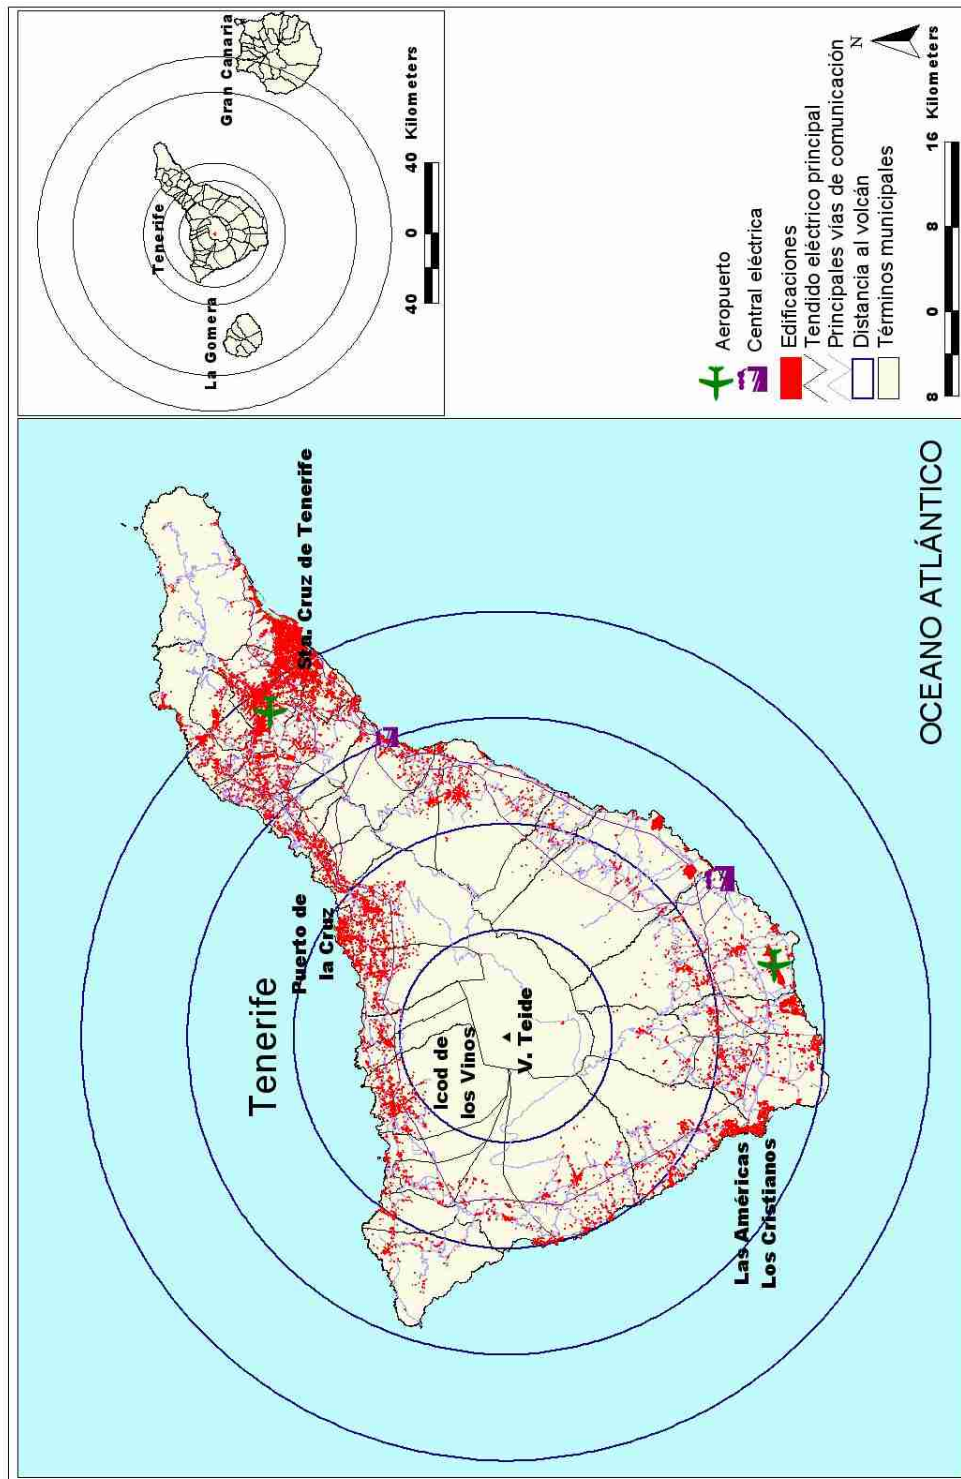 Tenerife
Puerto de
la Cruz
Sta. Cruz de Tenerife
Icod de
los Vinos
V. Teide
Las Américas
Los Cristianos
OCEANO ATLÁNTICO
Tenerife
La Gomera
Gran Canaria
40 0 40 Kilometers
Aeropuerto
Central eléctrica
Edificaciones
Tendido eléctrico principal
Principales vías de comunicación
Distancia al volcán
Términos municipales
N
8 0 8 16 Kilometers